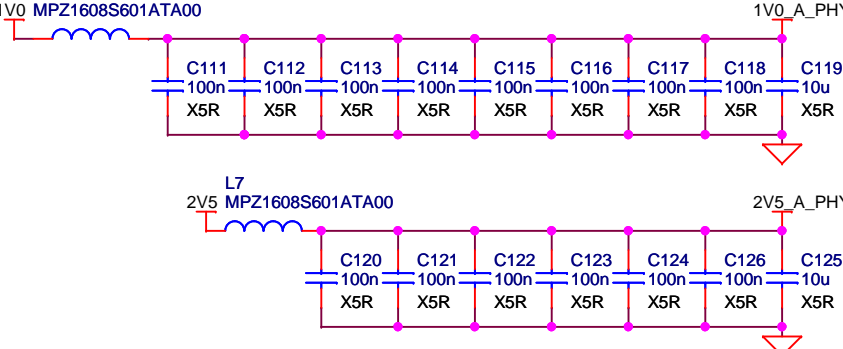 1V0 MPZ1608S601ATA00 1V0_A_PHY
C111 C112 C113 C114 C115 C116 C117 C118 C119
100n 100n 100n 100n 100n 100n 100n 100n 10u
X5R X5R X5R X5R X5R X5R X5R X5R X5R
L7
2V5 MPZ1608S601ATA00 2V5_A_PHY
C120 C121 C122 C123 C124 C126 C125
100n 100n 100n 100n 100n 100n 10u
X5R X5R X5R X5R X5R X5R X5R